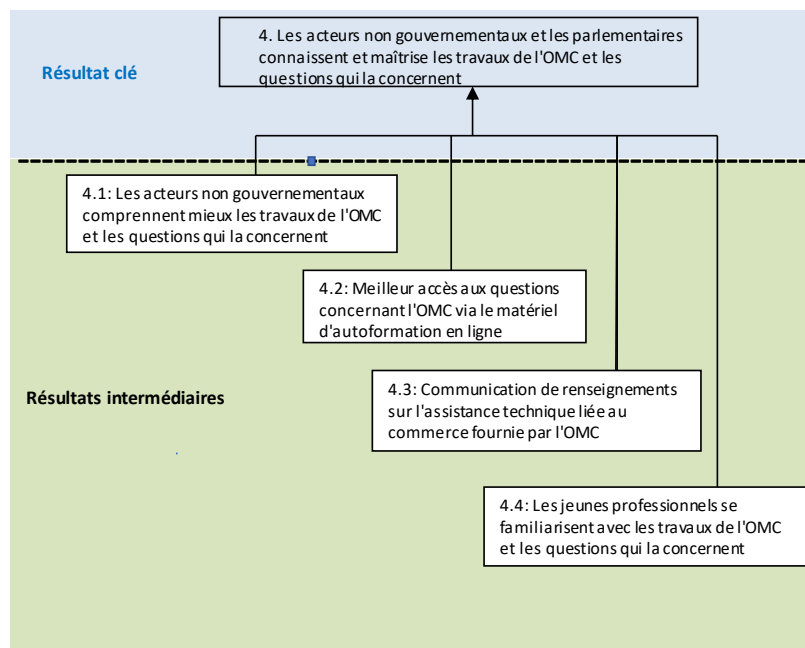 4. Les acteurs non gouvernementaux et les parlementaires
connaissent et maîtrise les travaux de l'OMC et les
questions qui la concernent
Résultat clé
4.1: Les acteurs non gouvernementaux
comprennent mieux les travaux de l'OMC
et les questions qui la concernent
4.2: Meilleur accès aux questions
concernant l'OMC via le matériel
d'autoformation en ligne
4.3: Communication de renseignements
sur l'assistance technique liée au
commerce fournie par l'OMC
Résultats intermédiaires
4.4: Les jeunes professionnels se
familiarisent avec les travaux de l'OMC
et les questions qui la concernent